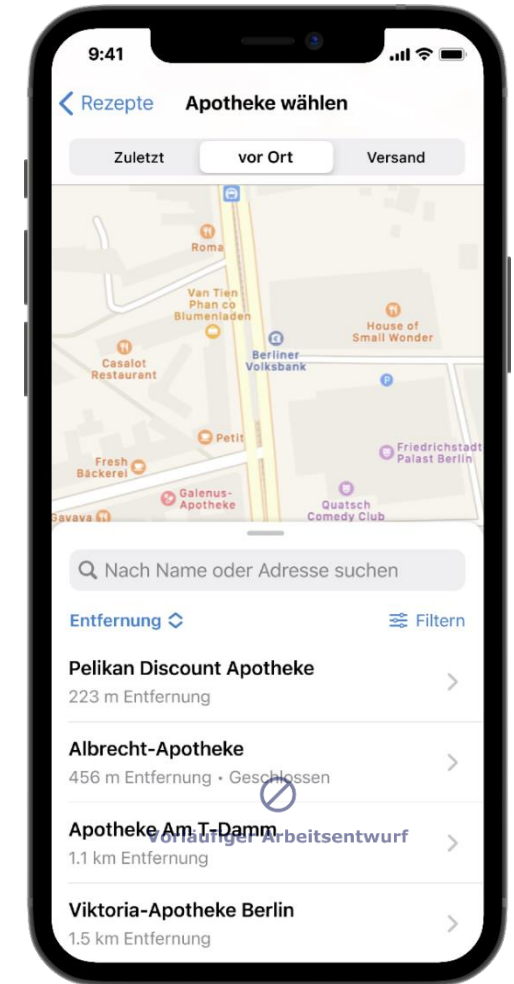 9:41
Rezepte
Apotheke wählen
Zuletzt
vor Ort
Versand
Roma
Van Tien
Phan co
Blumenladen
House of
Small Wonder
Berliner
Volksbank
Casalot
Restaurant
P
Petit
Friedrichstadt
Palast Berlin
Fresh
Bäckerei
Galenus-
Apotheke
Quatsch
Comedy Club
Gavaya
Nach Name oder Adresse suchen
Entfernung
Filtern
Pelikan Discount Apotheke
223 m Entfernung
Albrecht-Apotheke
456 m Entfernung • Geschlossen
Apotheke Am T-Damm
Vorläufiger Arbeitsentwurf
1.1 km Entfernung
Viktoria-Apotheke Berlin
1.5 km Entfernung